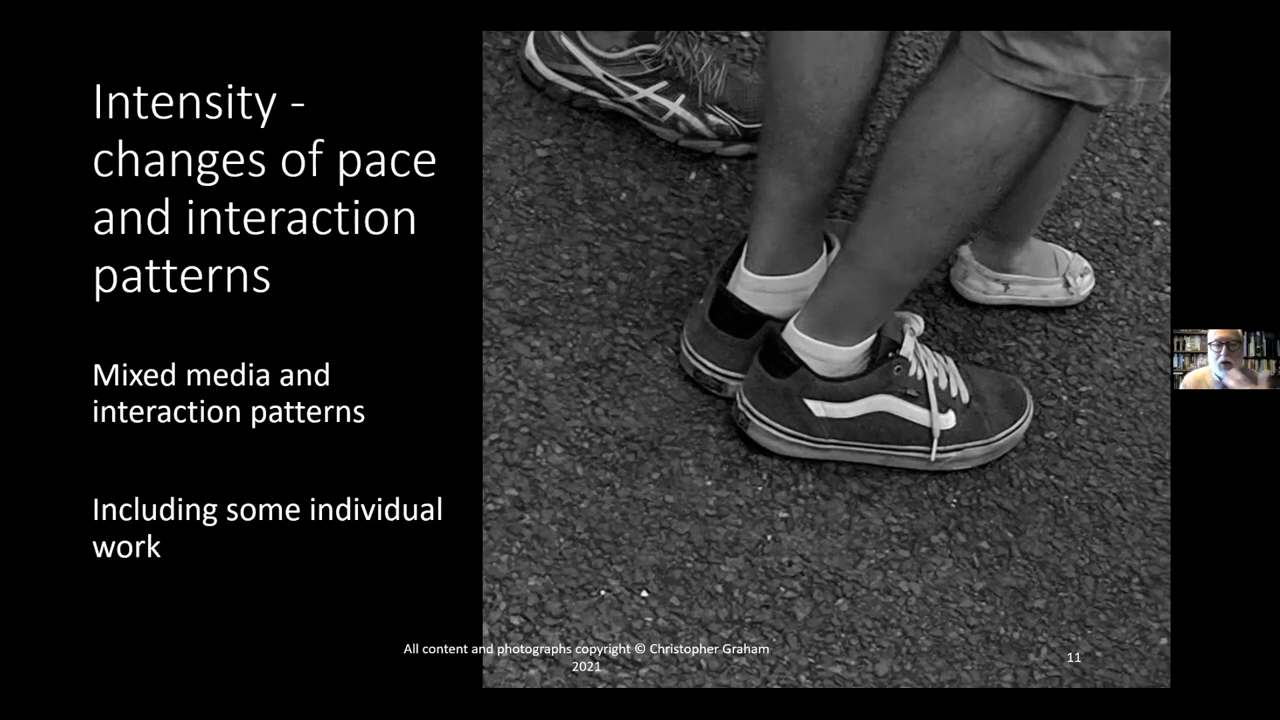 Intensity -
changes of pace
and interaction
patterns
Mixed media and
interaction patterns
Including some individual
work
All content and photographs copyright © Christopher Graham
2021
11